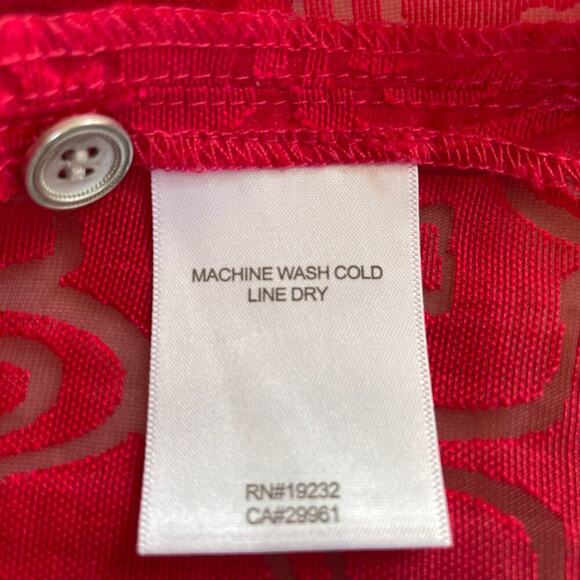 MACHINE WASH COLD
LINE DRY
RN#19232
CA#29961